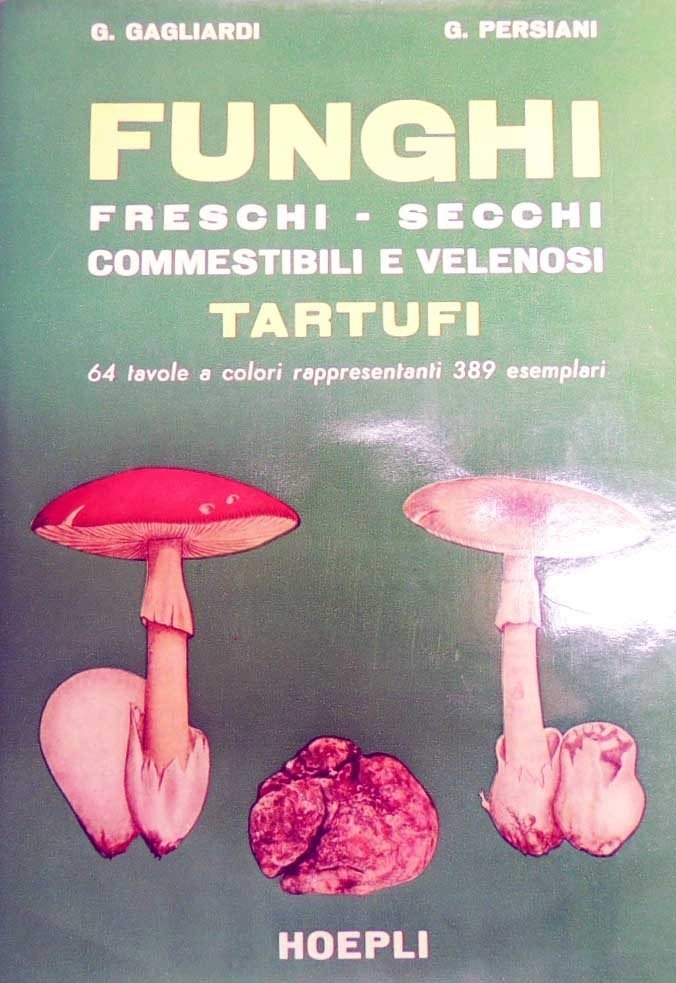 G. GAGLIARDI G. PERSIANI
FUNGHI
FRESCHI - SECCHI
COMMESTIBILI E VELENOSI
TARTUFI
64 tavole a colori rappresentanti 389 esemplari
HOEPLI